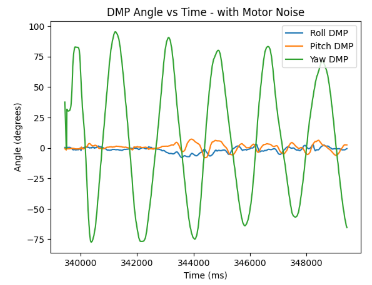 DMP Angle vs Time - with Motor Noise
Roll DMP
Pitch DMP
Yaw DMP
100
75
50
25
0
−25
−50
−75
Angle (degrees)
340000 342000 344000 346000 348000
Time (ms)